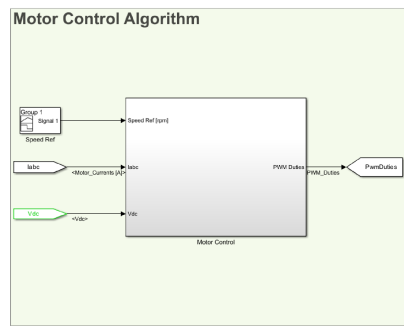 Motor Control Algorithm
Group 1
Signal 1
Speed Ref
Speed Ref [rpm]
Iabc
<Motor_Currents [A]>
Iabc
PWM Duties
PWM_Duties
PwmDuties
Vdc
<Vdc>
Vdc
Motor Control